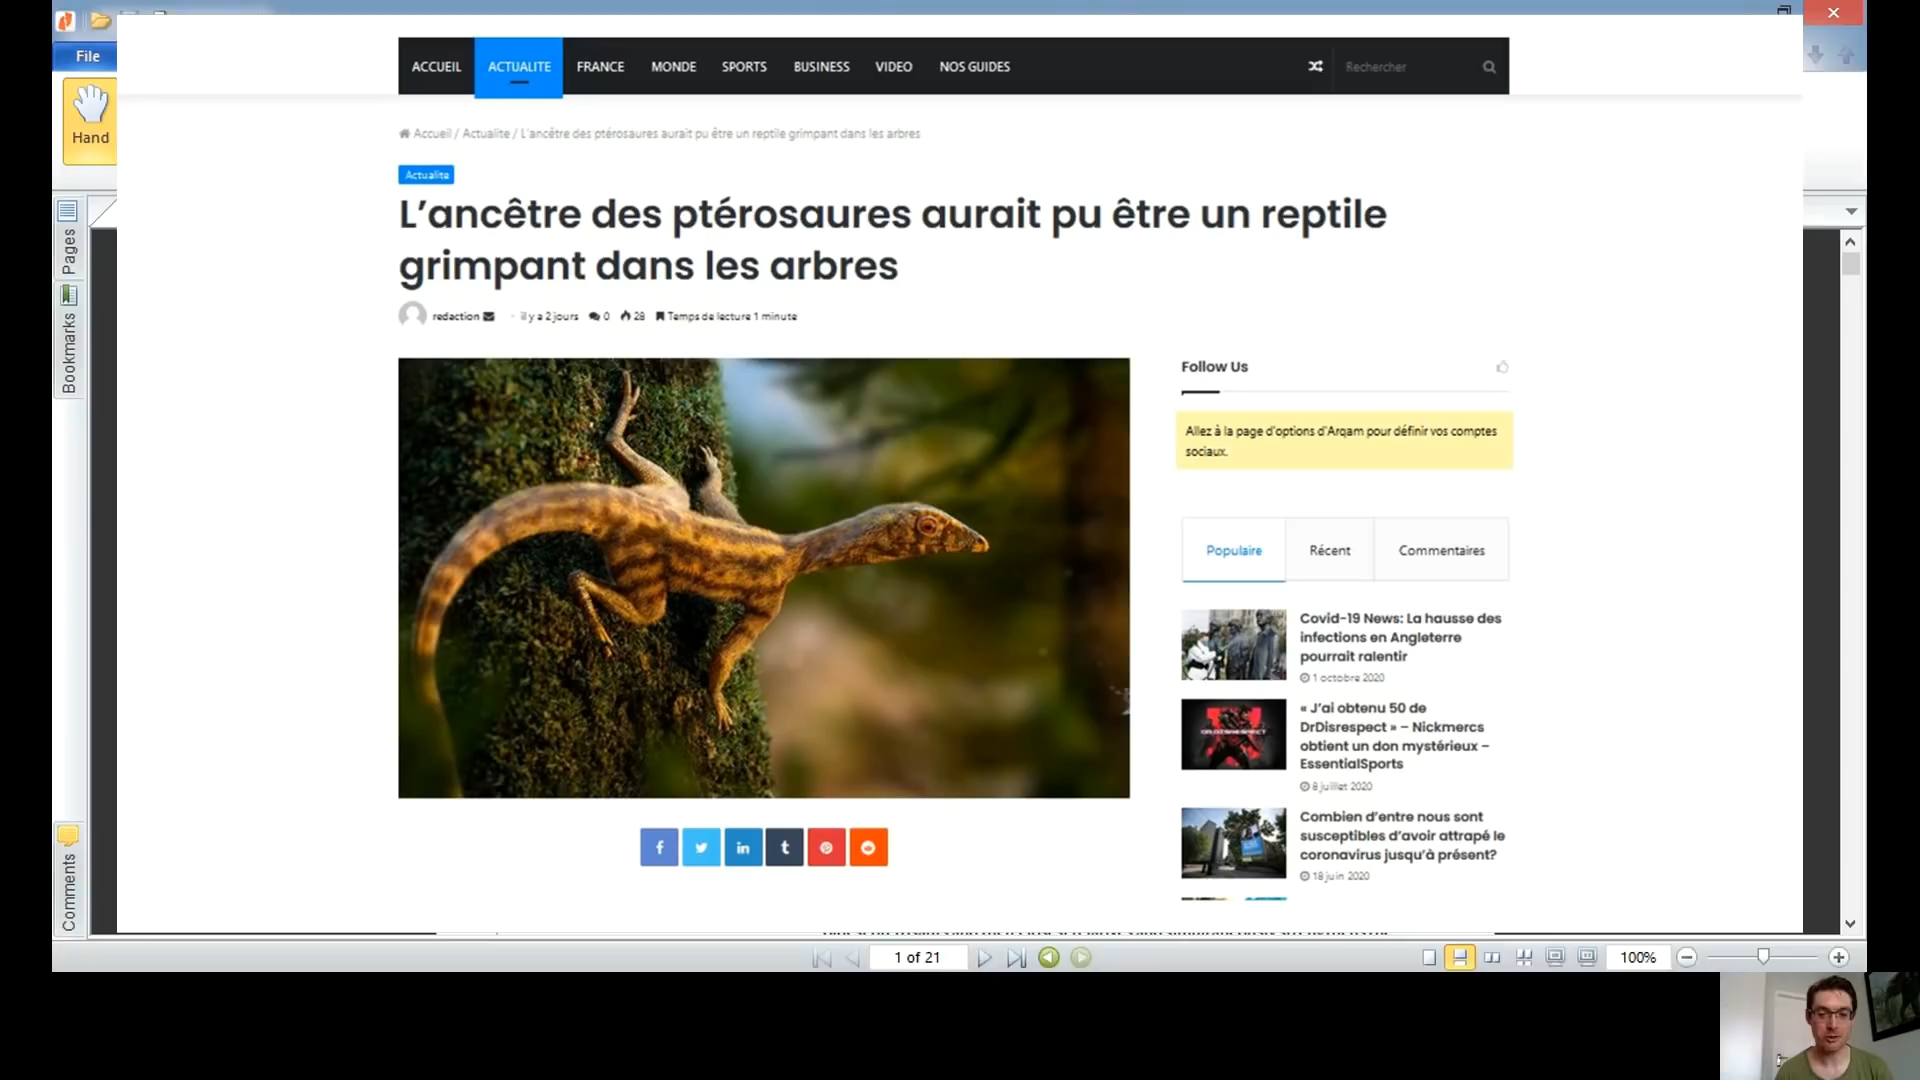 File
Hand
Pages
Bookmarks
Comments
ACCUEIL ACTUALITE FRANCE MONDE SPORTS BUSINESS VIDEO NOS GUIDES Rechercher
Accueil / Actualite / L'ancêtre des ptérosaures aurait pu être un reptile grimpant dans les arbres
Actualite
L'ancêtre des ptérosaures aurait pu être un reptile
grimpant dans les arbres
redaction il y a 2 jours 0 28 Temps de lecture 1 minute
Follow Us
Allez à la page d'options d'Arqam pour définir vos comptes
sociaux.
Populaire Récent Commentaires
Covid-19 News: La hausse des
infections en Angleterre
pourrait ralentir
1 octobre 2020
« J'ai obtenu 50 de
DrDisrespect » – Nickmercs
obtient un don mystérieux –
EssentialSports
8 juillet 2020
Combien d'entre nous sont
susceptibles d'avoir attrapé le
coronavirus jusqu'à présent?
18 juin 2020
1 of 21
100%